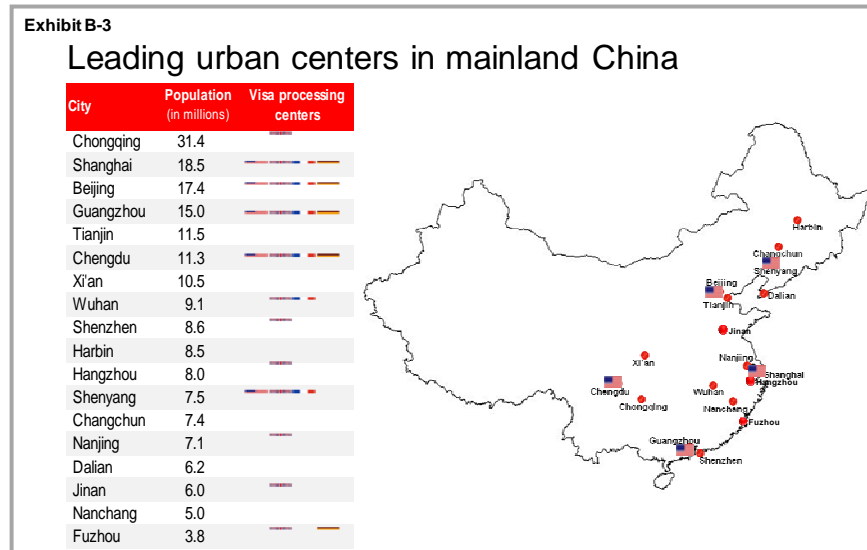 Exhibit B-3
Leading urban centers in mainland China
City Population Visa processing
(in millions) centers
Chongqing 31.4
Shanghai 18.5
Beijing 17.4
Guangzhou 15.0
Tianjin 11.5
Chengdu 11.3
Xi'an 10.5
Wuhan 9.1
Shenzhen 8.6
Harbin 8.5
Hangzhou 8.0
Shenyang 7.5
Changchun 7.4
Nanjing 7.1
Dalian 6.2
Jinan 6.0
Nanchang 5.0
Fuzhou 3.8
Harbin
Changchun
Shenyang
Beijing
Dalian
Tianjin
Jinan
Nanjing
Xi'an
Shanghai
Hangzhou
Chengdu
Wuhan
Chongqing
Nanchang
Fuzhou
Guangzhou
Shenzhen